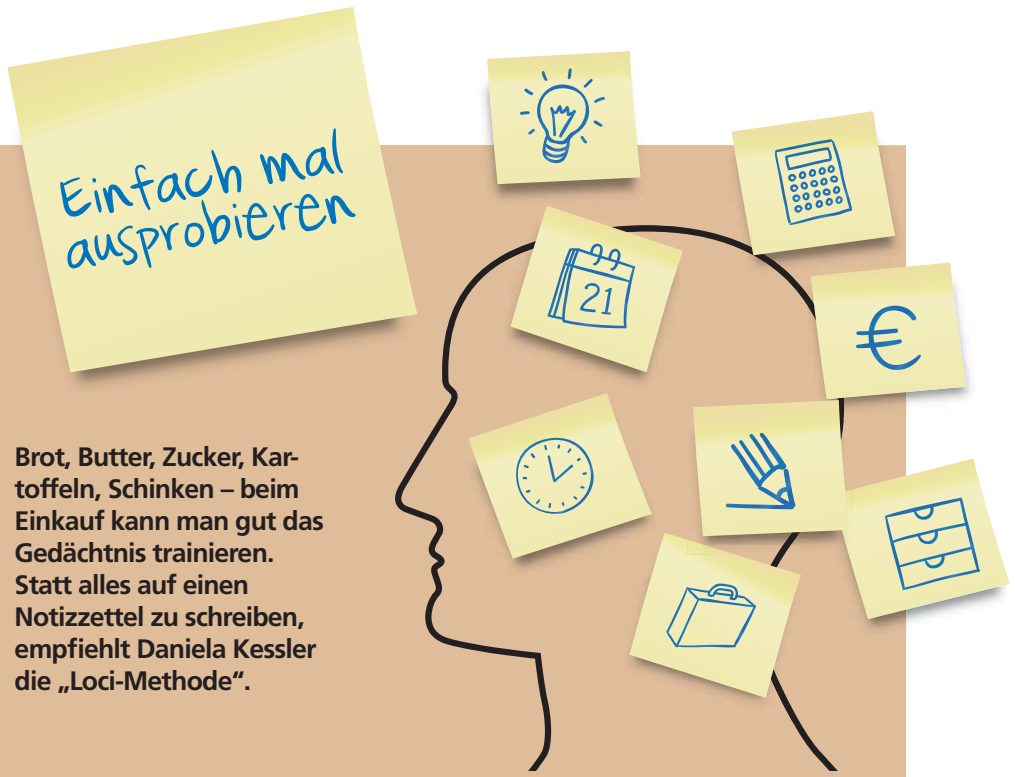 Einfach mal
ausprobieren
21
€
Brot, Butter, Zucker, Kar-
toffeln, Schinken – beim
Einkauf kann man gut das
Gedächtnis trainieren.
Statt alles auf einen
Notizzettel zu schreiben,
empfiehlt Daniela Kessler
die „Loci-Methode“.